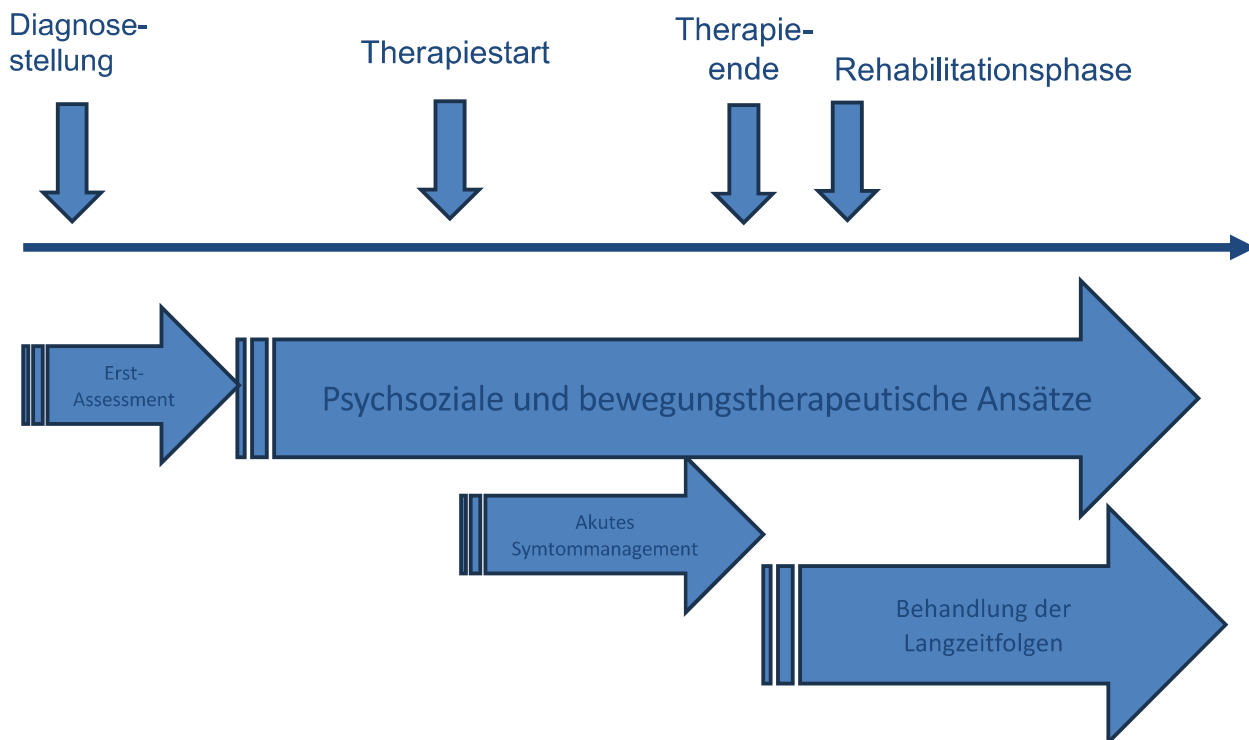 Diagnose-
stellung
Therapiestart
Therapie-
ende
Rehabilitationsphase
Erst-
Assessment
Psychsoziale und bewegungstherapeutische Ansätze
Akutes
Symtommanagement
Behandlung der
Langzeitfolgen